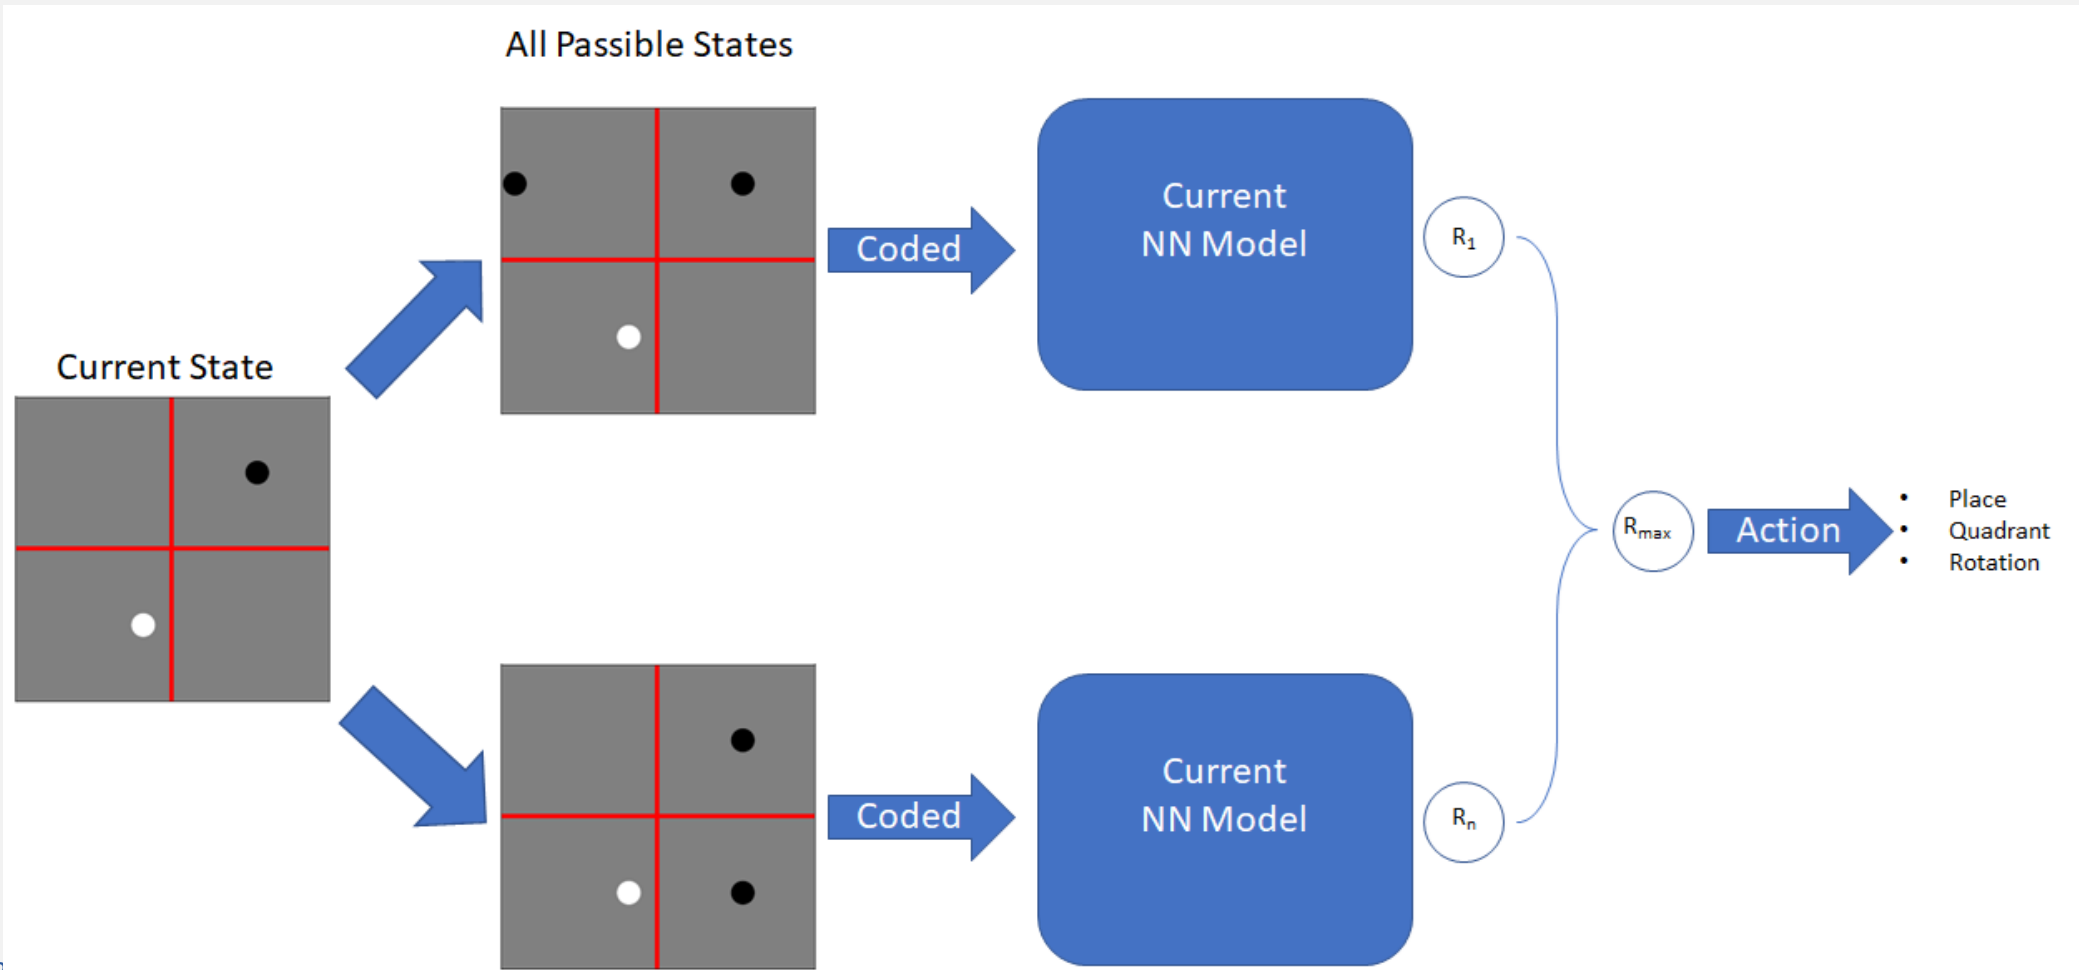 All Passible States
Current State
Coded
Current
NN Model
R1
Coded
Current
NN Model
Rn
Rmax
Action
• Place
• Quadrant
• Rotation